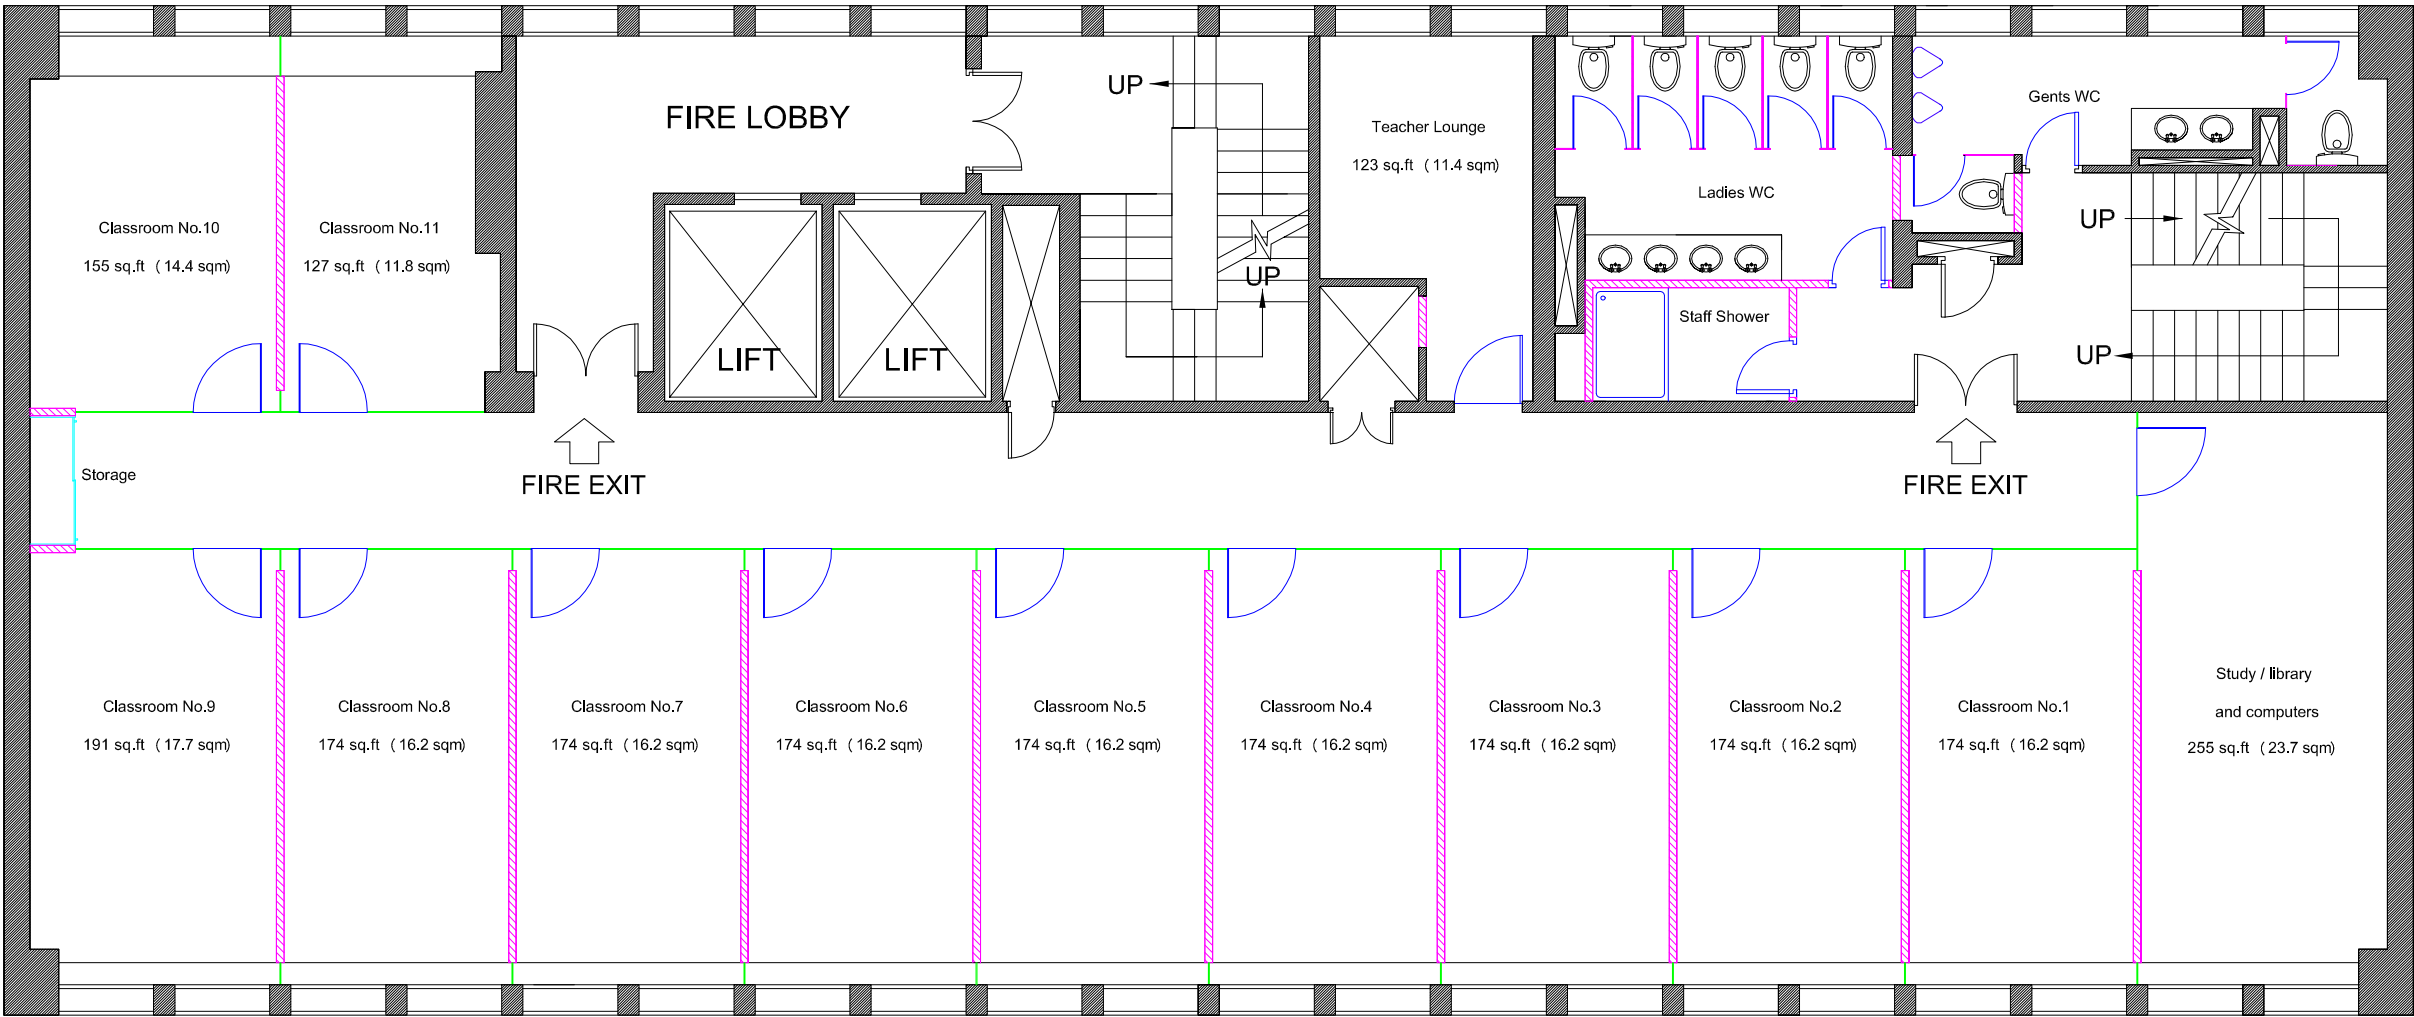 FIRE LOBBY
UP
Teacher Lounge
123 sq.ft ( 11.4 sqm)
Gents WC
Ladies WC
Classroom No.10
155 sq.ft ( 14.4 sqm)
Classroom No.11
127 sq.ft ( 11.8 sqm)
UP
UP
Staff Shower
LIFT
LIFT
UP
Storage
FIRE EXIT
FIRE EXIT
Classroom No.9
191 sq.ft ( 17.7 sqm)
Classroom No.8
174 sq.ft ( 16.2 sqm)
Classroom No.7
174 sq.ft ( 16.2 sqm)
Classroom No.6
174 sq.ft ( 16.2 sqm)
Classroom No.5
174 sq.ft ( 16.2 sqm)
Classroom No.4
174 sq.ft ( 16.2 sqm)
Classroom No.3
174 sq.ft ( 16.2 sqm)
Classroom No.2
174 sq.ft ( 16.2 sqm)
Classroom No.1
174 sq.ft ( 16.2 sqm)
Study / library
and computers
255 sq.ft ( 23.7 sqm)